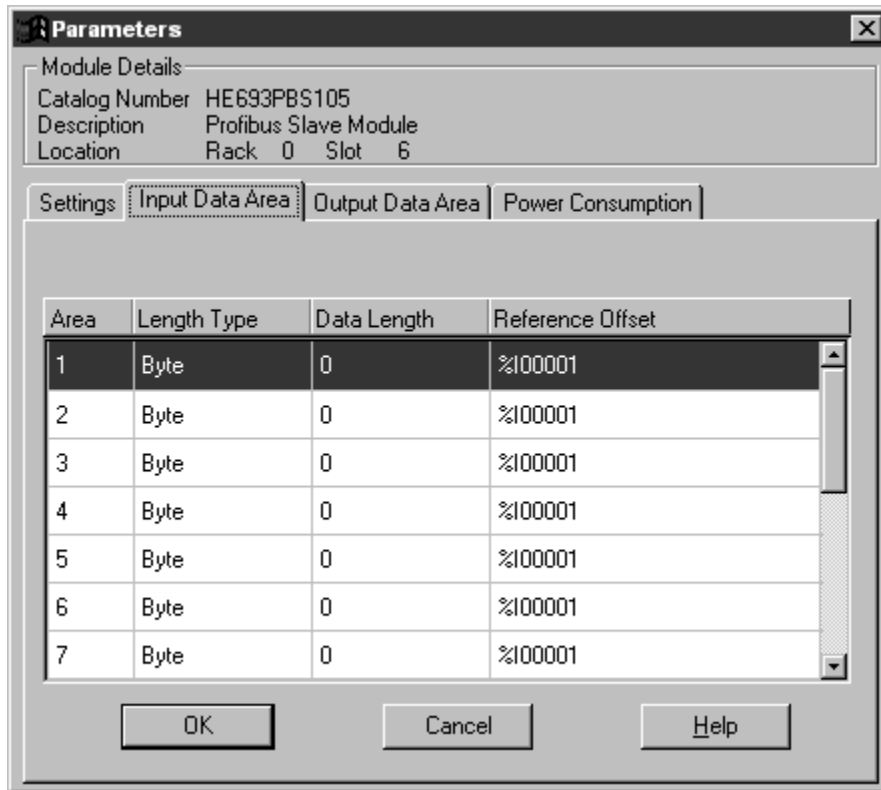 Parameters
Module Details
Catalog Number HE693PBS105
Description Profibus Slave Module
Location Rack 0 Slot 6
Settings Input Data Area Output Data Area Power Consumption
Area Length Type Data Length Reference Offset
1 Byte 0 %I00001
2 Byte 0 %I00001
3 Byte 0 %I00001
4 Byte 0 %I00001
5 Byte 0 %I00001
6 Byte 0 %I00001
7 Byte 0 %I00001
OK Cancel Help